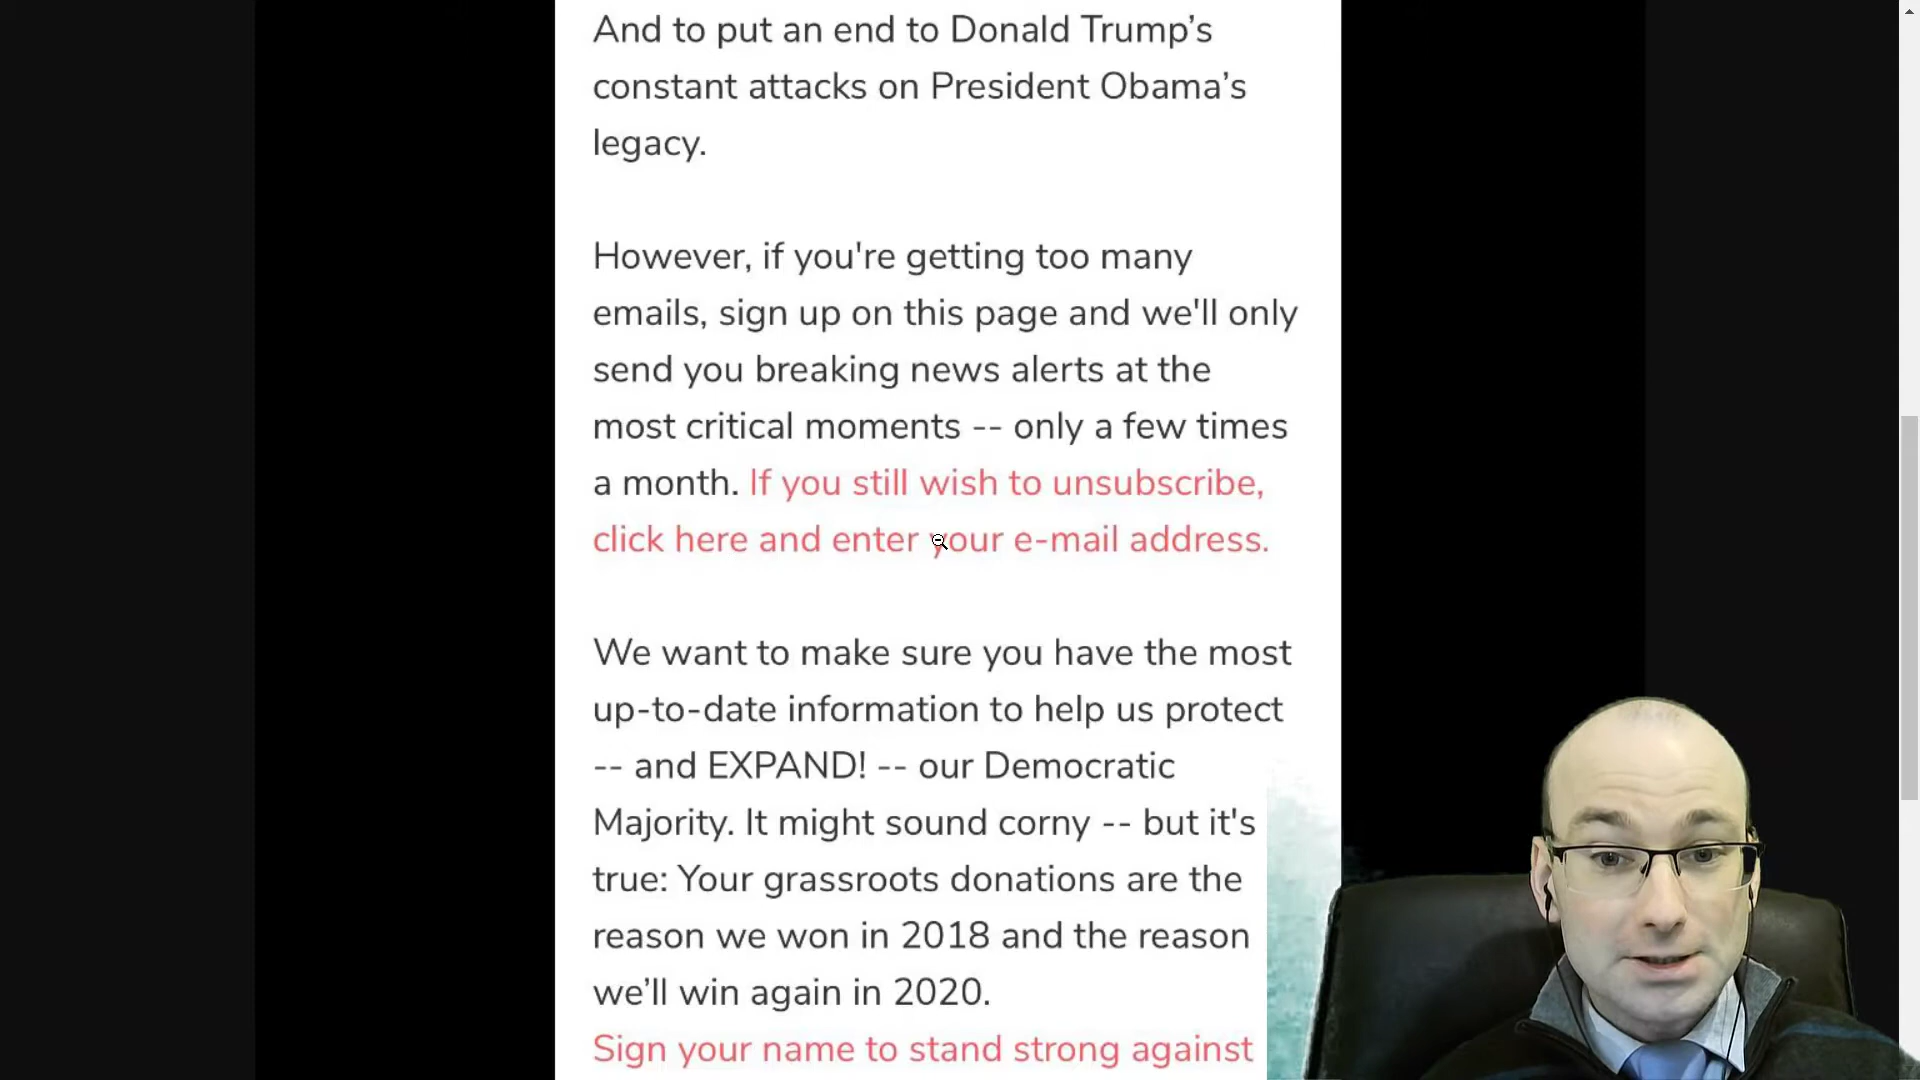 And to put an end to Donald Trump’s
constant attacks on President Obama’s
legacy.
However, if you're getting too many
emails, sign up on this page and we'll only
send you breaking news alerts at the
most critical moments -- only a few times
a month. If you still wish to unsubscribe,
click here and enter your e-mail address.
We want to make sure you have the most
up-to-date information to help us protect
-- and EXPAND! -- our Democratic
Majority. It might sound corny -- but it's
true: Your grassroots donations are the
reason we won in 2018 and the reason
we’ll win again in 2020.
Sign your name to stand strong against